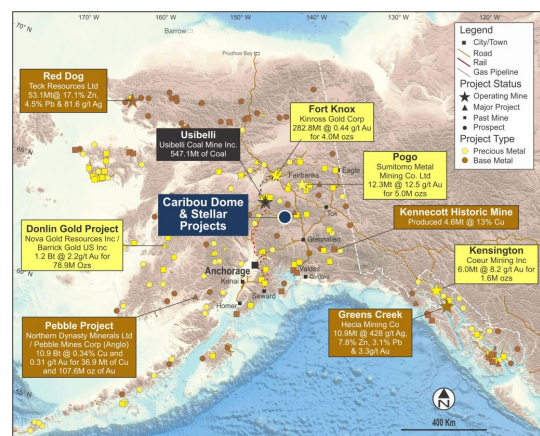 170°W
160°W
150°W
140°W
130°W
120°W
70° N
Barrow
Prudhoe Bay
Legend
City/Town
Road
Rail
Gas Pipeline
Project Status
Operating Mine
Major Project
Past Mine
Prospect
Project Type
Precious Metal
Base Metal
Red Dog
Teck Resources Ltd
53.1Mt@ 17.1% Zn,
4.5% Pb & 81.6 g/t Ag
Fort Knox
Kinross Gold Corp
282.8Mt @ 0.44 g/t Au
for 4.0M ozs
Usibelli
Usibelli Coal Mine Inc.
547.1Mt of Coal
65° N
Pogo
Sumitomo Metal
Mining Co. Ltd
12.3Mt @ 12.5 g/t Au
for 5.0M ozs
Fairbanks
Eagle
Caribou Dome
& Stellar
Projects
Tok
Kennecott Historic Mine
Produced 4.6Mt @ 13% Cu
Donlin Gold Project
Nova Gold Resources Inc /
Barrick Gold US Inc
1.2 Bt @ 2.2g/t Au for
78.9M Ozs
Glennallen
Kensington
Coeur Mining Inc
6.0Mt @ 8.2 g/t Au for
1.6M ozs
Anchorage
Valdez
Cordova
Kenai
Seward
Homer
60° N
Pebble Project
Northern Dynasty Minerals Ltd
/ Pebble Mines Corp (Anglo)
10.9 Bt @ 0.34% Cu and
0.31 g/t Au for 36.9 Mt of Cu
and 107.6m oz of Au
Greens Creek
Hecla Mining Co
10.9Mt @ 428 g/t Ag,
7.8% Zn, 3.1% Pb
& 3.3g/t Au
55° N
N
400 Km